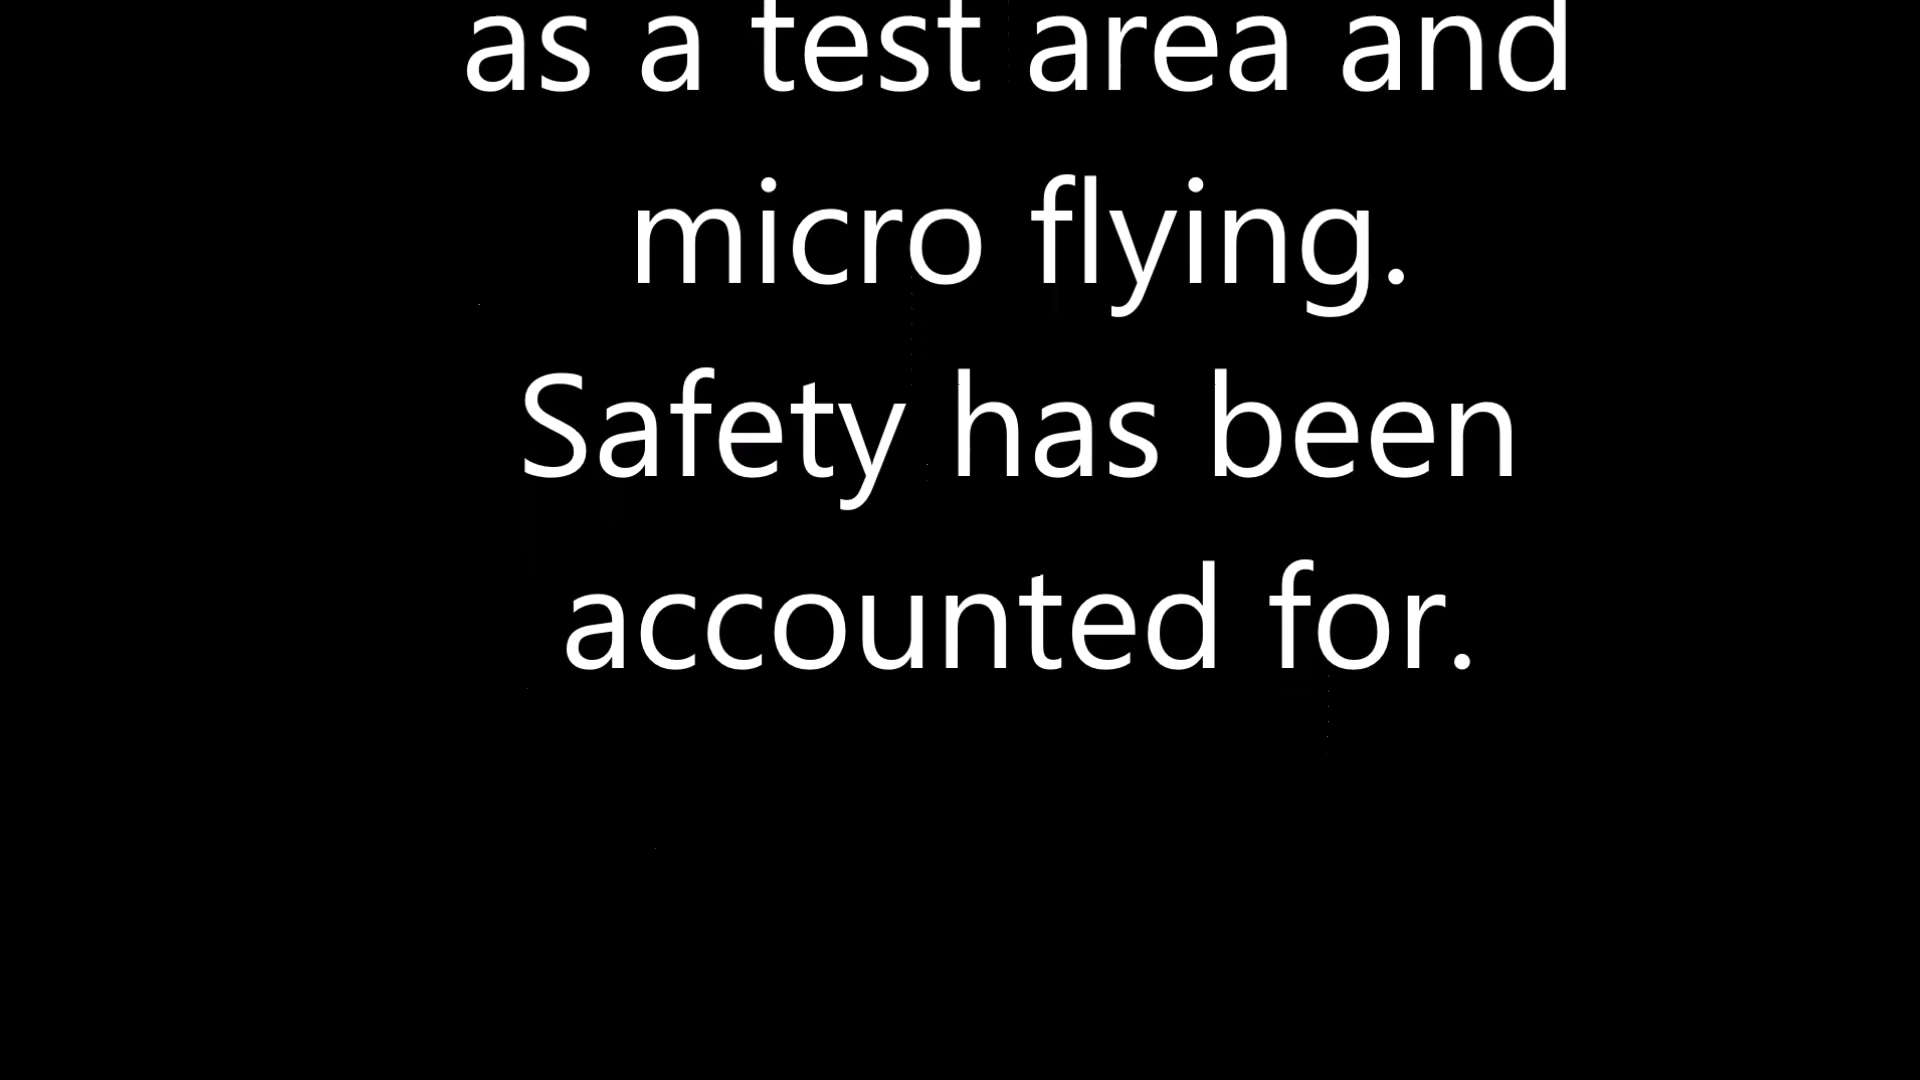 as a test area and
micro flying.
Safety has been
accounted for.